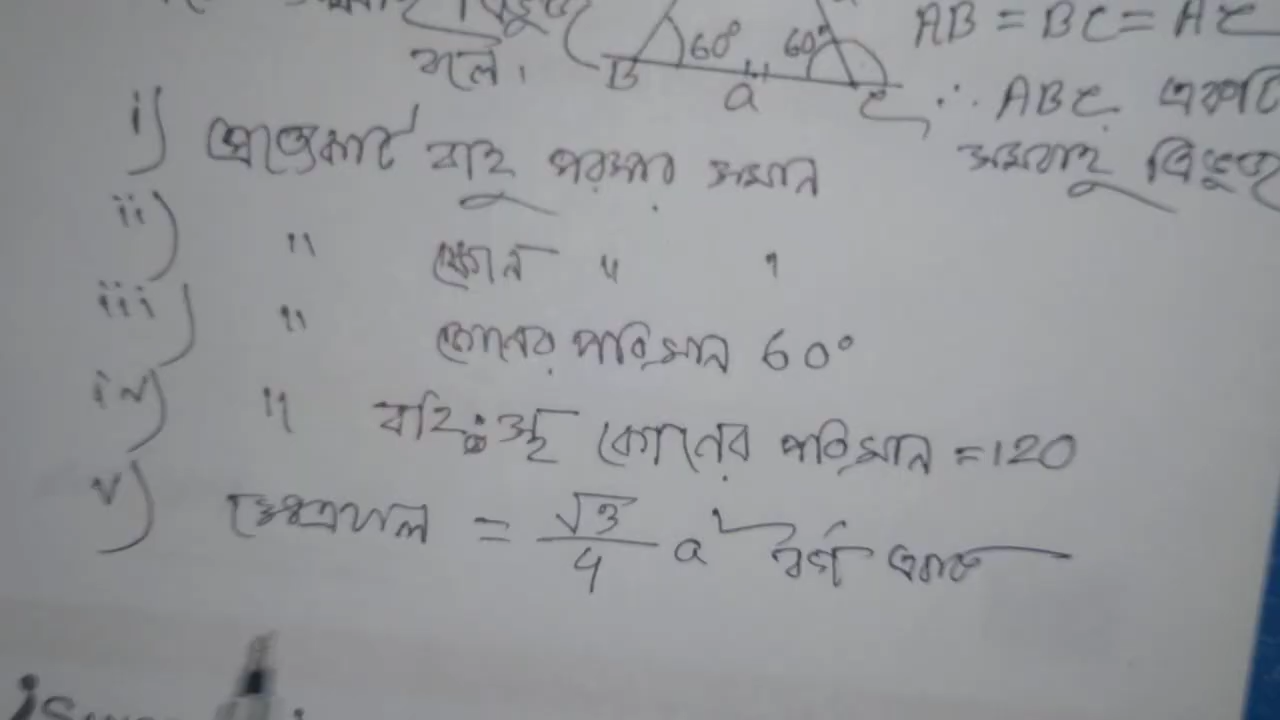 ত্রিভুজ
বলে।
60° 60°
B a C
AB = BC = AC
∴ ABC একটি
সমবাহু ত্রিভুজ
i) প্রত্যেকটি বাহু পরস্পর সমান
ii) " কোন " "
iii) " কোনের পরিমান 60°
iv) " বহিঃস্থ কোনের পরিমান = 120
v) ক্ষেত্রফল = √3/4 a² বর্গ একক